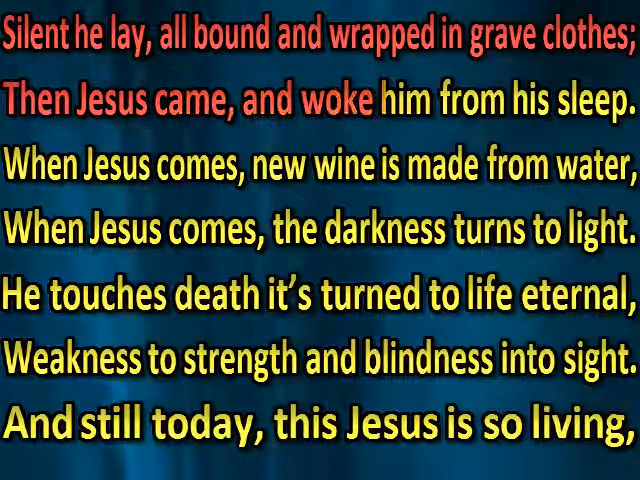 Silent he lay, all bound and wrapped in grave clothes;
Then Jesus came, and woke him from his sleep.
When Jesus comes, new wine is made from water,
When Jesus comes, the darkness turns to light.
He touches death it’s turned to life eternal,
Weakness to strength and blindness into sight.
And still today, this Jesus is so living,